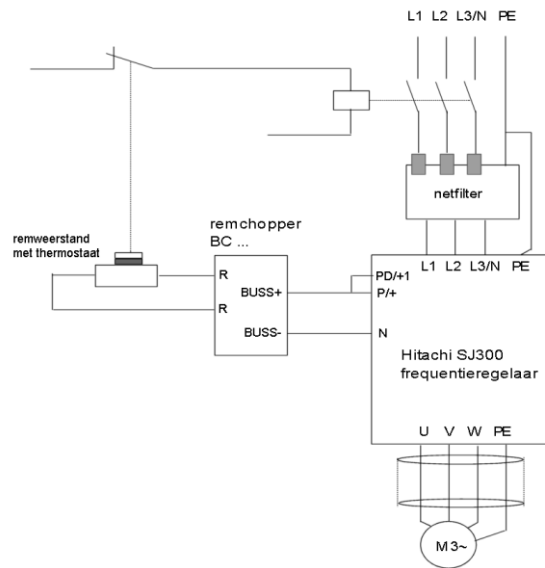 L1 L2 L3/N PE
netfilter
remchopper
BC ...
remweerstand
met thermostaat
L1 L2 L3/N PE
R
PD/+1
BUSS+
P/+
R
BUSS-
N
Hitachi SJ300
frequentieregelaar
U V W PE
M3~